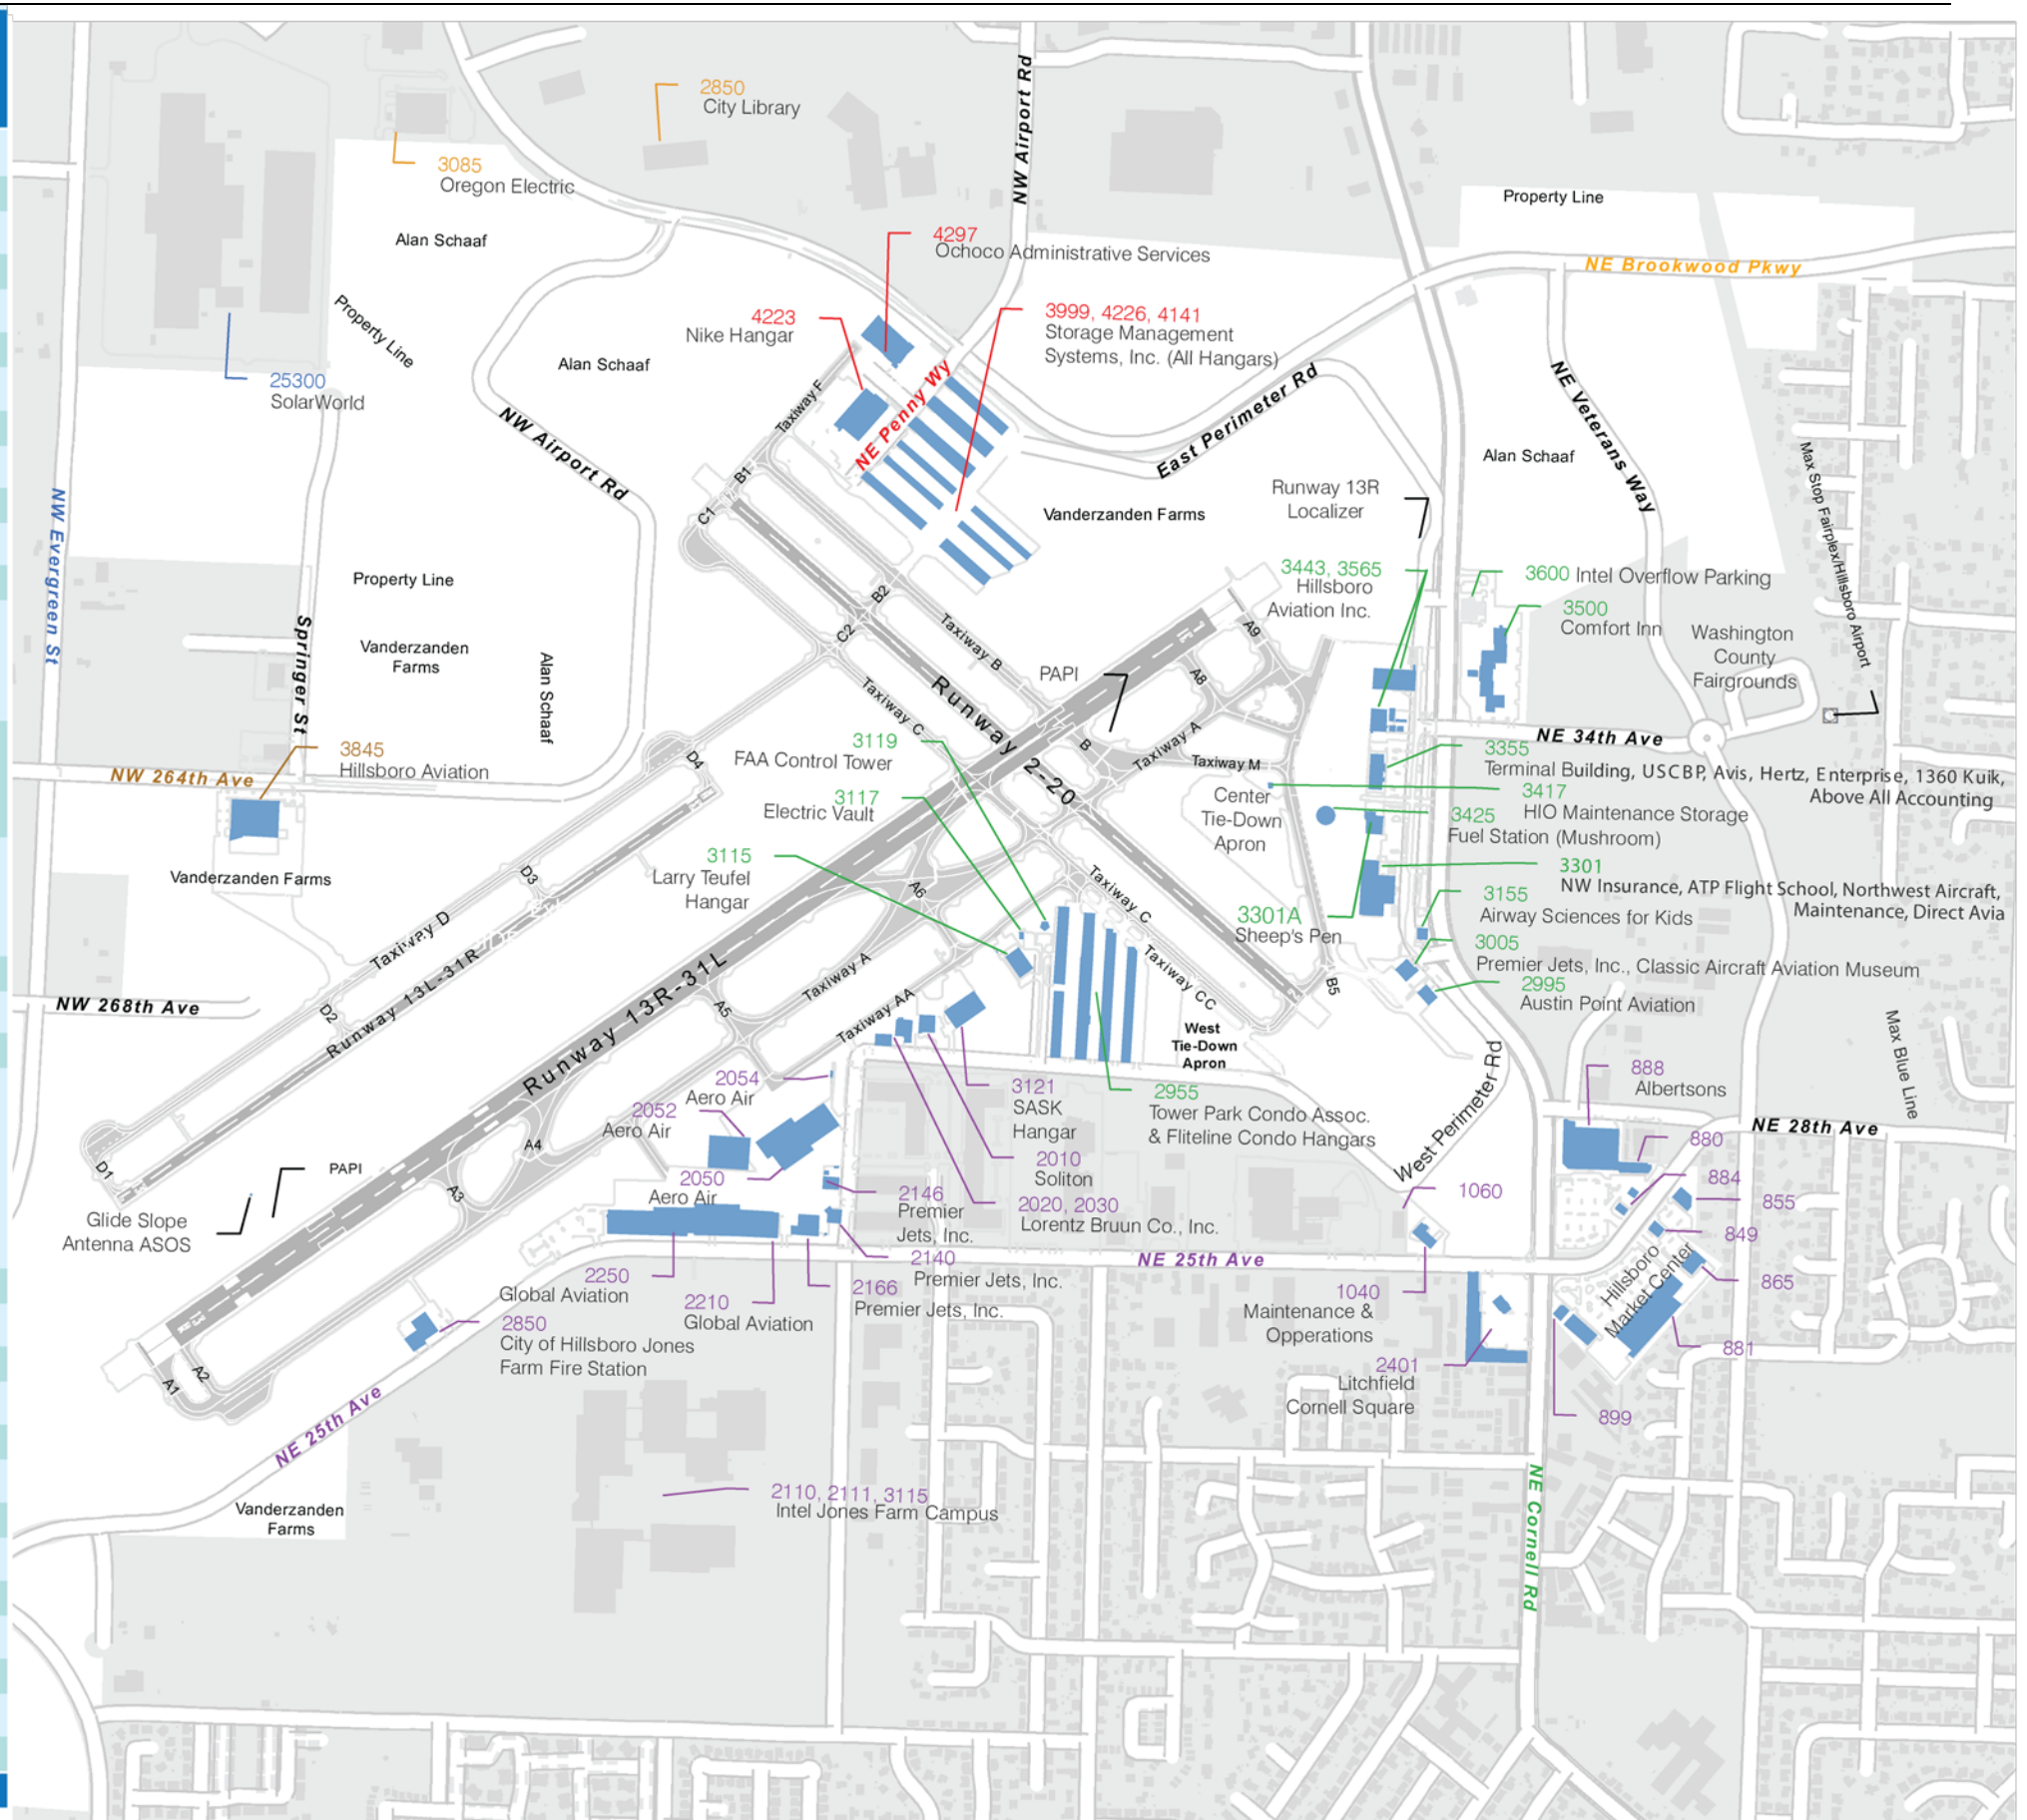 2850
City Library
3085
Oregon Electric
NW Airport Rd
Property Line
Alan Schaaf
4297
Ochoco Administrative Services
NE Brookwood Pkwy
Property Line
4223
Nike Hangar
3999, 4226, 4141
Storage Management
Systems, Inc. (All Hangars)
Alan Schaaf
25300
SolarWorld
NW Airport Rd
Taxiway F
NE Penny Wy
East Perimeter Rd
NE Veterans Way
Alan Schaaf
Max Stop Fairplex/Hillsboro Airport
B1
C1
Runway 13R
Localizer
Vanderzanden Farms
NW Evergreen St
Property Line
3443, 3565
Hillsboro
Aviation Inc.
3600 Intel Overflow Parking
3500
Comfort Inn
Washington
County
Fairgrounds
B2
C2
Taxiway B
A9
Springer St
Vanderzanden
Farms
Alan Schaaf
PAPI
A8
Taxiway C
Runway 2-20
B
Taxiway A
Taxiway M
NE 34th Ave
3119
FAA Control Tower
3845
Hillsboro Aviation
NW 264th Ave
D4
3355
Terminal Building, USCBP, Avis, Hertz, Enterprise, 1360 Kuik,
Above All Accounting
3417
HIO Maintenance Storage
3117
Electric Vault
Center
Tie-Down
Apron
3425
Fuel Station (Mushroom)
3115
Larry Teufel
Hangar
3301
NW Insurance, ATP Flight School, Northwest Aircraft,
Maintenance, Direct Avia
Vanderzanden Farms
D3
A6
Taxiway C
3155
Airway Sciences for Kids
3301A
Sheep's Pen
Taxiway D
3005
Premier Jets, Inc., Classic Aircraft Aviation Museum
2995
Austin Point Aviation
Runway 13L-31R
Runway 13R-31L
Taxiway A
Taxiway CC
B5
NW 268th Ave
D2
A5
Taxiway AA
West
Tie-Down
Apron
Max Blue Line
West Perimeter Rd
2054
Aero Air
2052
Aero Air
3121
SASK
Hangar
2955
Tower Park Condo Assoc.
& Fliteline Condo Hangars
888
Albertsons
NE 28th Ave
880
A4
D1
PAPI
2050
Aero Air
2010
Soliton
884
A3
2146
Premier
Jets, Inc.
2020, 2030
Lorentz Bruun Co., Inc.
1060
855
Glide Slope
Antenna ASOS
849
2140
Premier Jets, Inc.
NE 25th Ave
Hillsboro
Market Center
2250
Global Aviation
2166
Premier Jets, Inc.
2210
Global Aviation
1040
Maintenance &
Opperations
865
2850
City of Hillsboro Jones
Farm Fire Station
881
A2
A1
2401
Litchfield
Cornell Square
899
NE 25th Ave
2110, 2111, 3115
Intel Jones Farm Campus
Vanderzanden
Farms
NE Cornell Rd